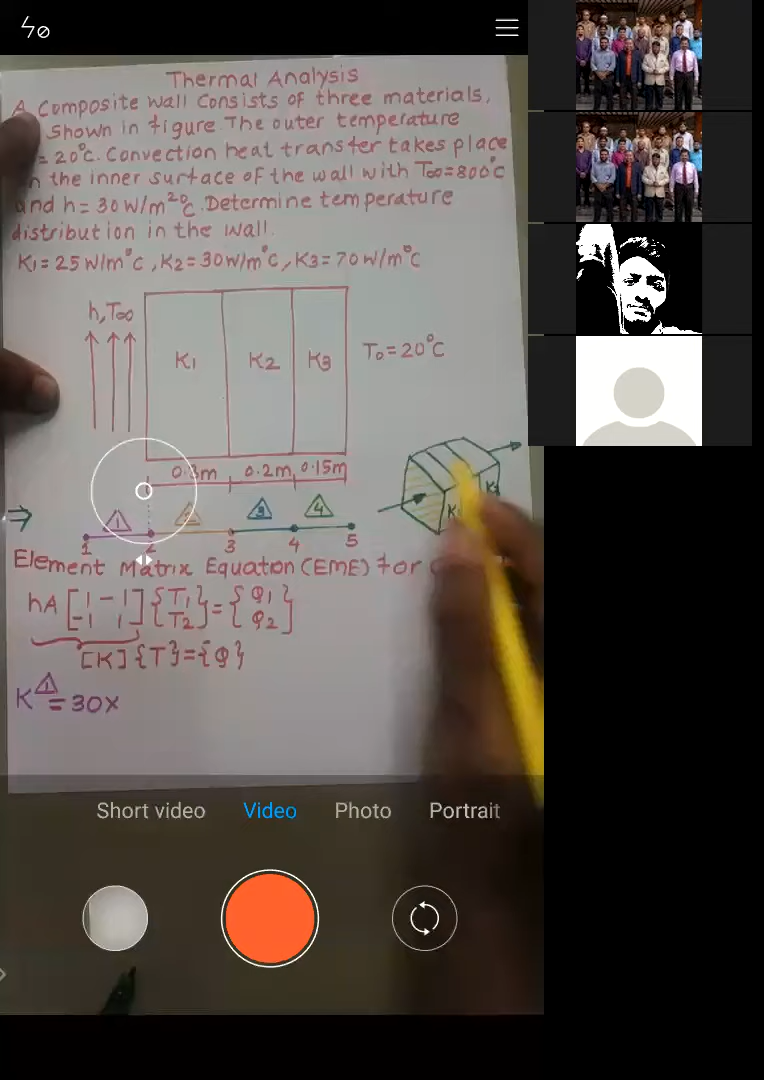 Thermal Analysis
A Composite wall Consists of three materials,
Shown in figure. The outer temperature
= 20°C. Convection heat transfer takes place
the inner surface of the wall with T∞=800°C
and h= 30 W/m²°C. Determine temperature
distribution in the wall.
K1= 25 W/m°C, K2= 30W/m°C, K3= 70 W/m°C
h, T∞
K1 K2 K3
T0=20°C
0.3m 0.2m 0.15m
1 2 3 4
1 2 3 4 5
K
Element Matrix Equation (EME) for
hA [1 -1 {T1 = {Q1
-1 1] T2} Q2}
[K]{T}={Q}
K 1 = 30x
Short video Video Photo Portrait